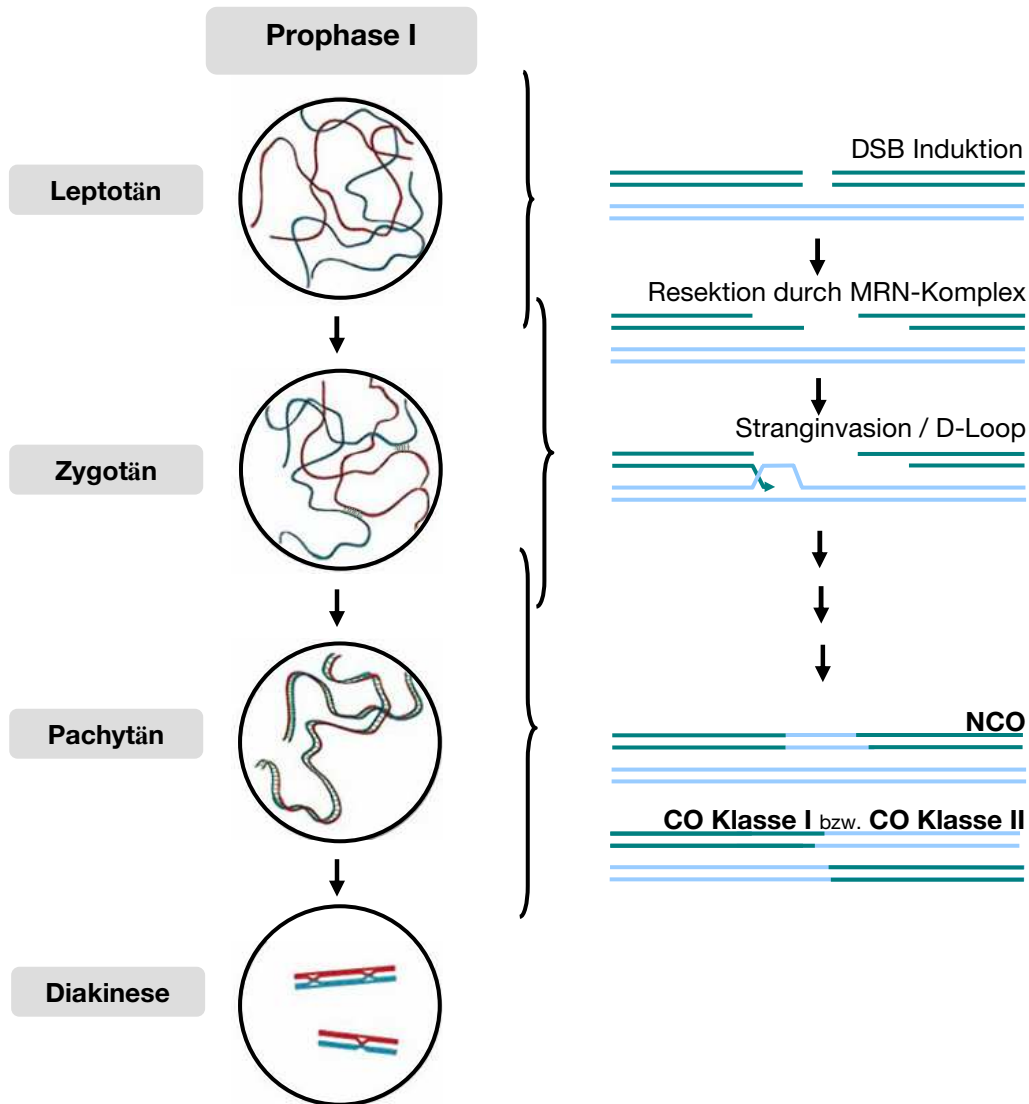 Prophase I
Leptotän
DSB Induktion
Resektion durch MRN-Komplex
Stranginvasion / D-Loop
Zygotän
Pachytän
NCO
CO Klasse I bzw. CO Klasse II
Diakinese